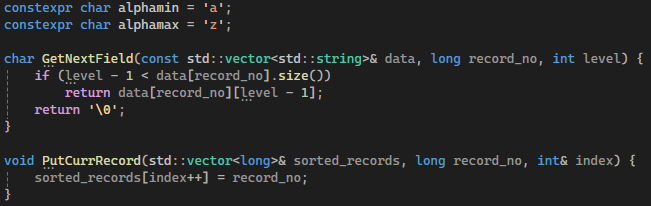 constexpr char alphamin = 'a';
constexpr char alphamax = 'z';
char GetNextField(const std::vector<std::string>& data, long record_no, int level) {
    if (level - 1 < data[record_no].size())
        return data[record_no][level - 1];
    return '\0';
}
void PutCurrRecord(std::vector<long>& sorted_records, long record_no, int& index) {
    sorted_records[index++] = record_no;
}